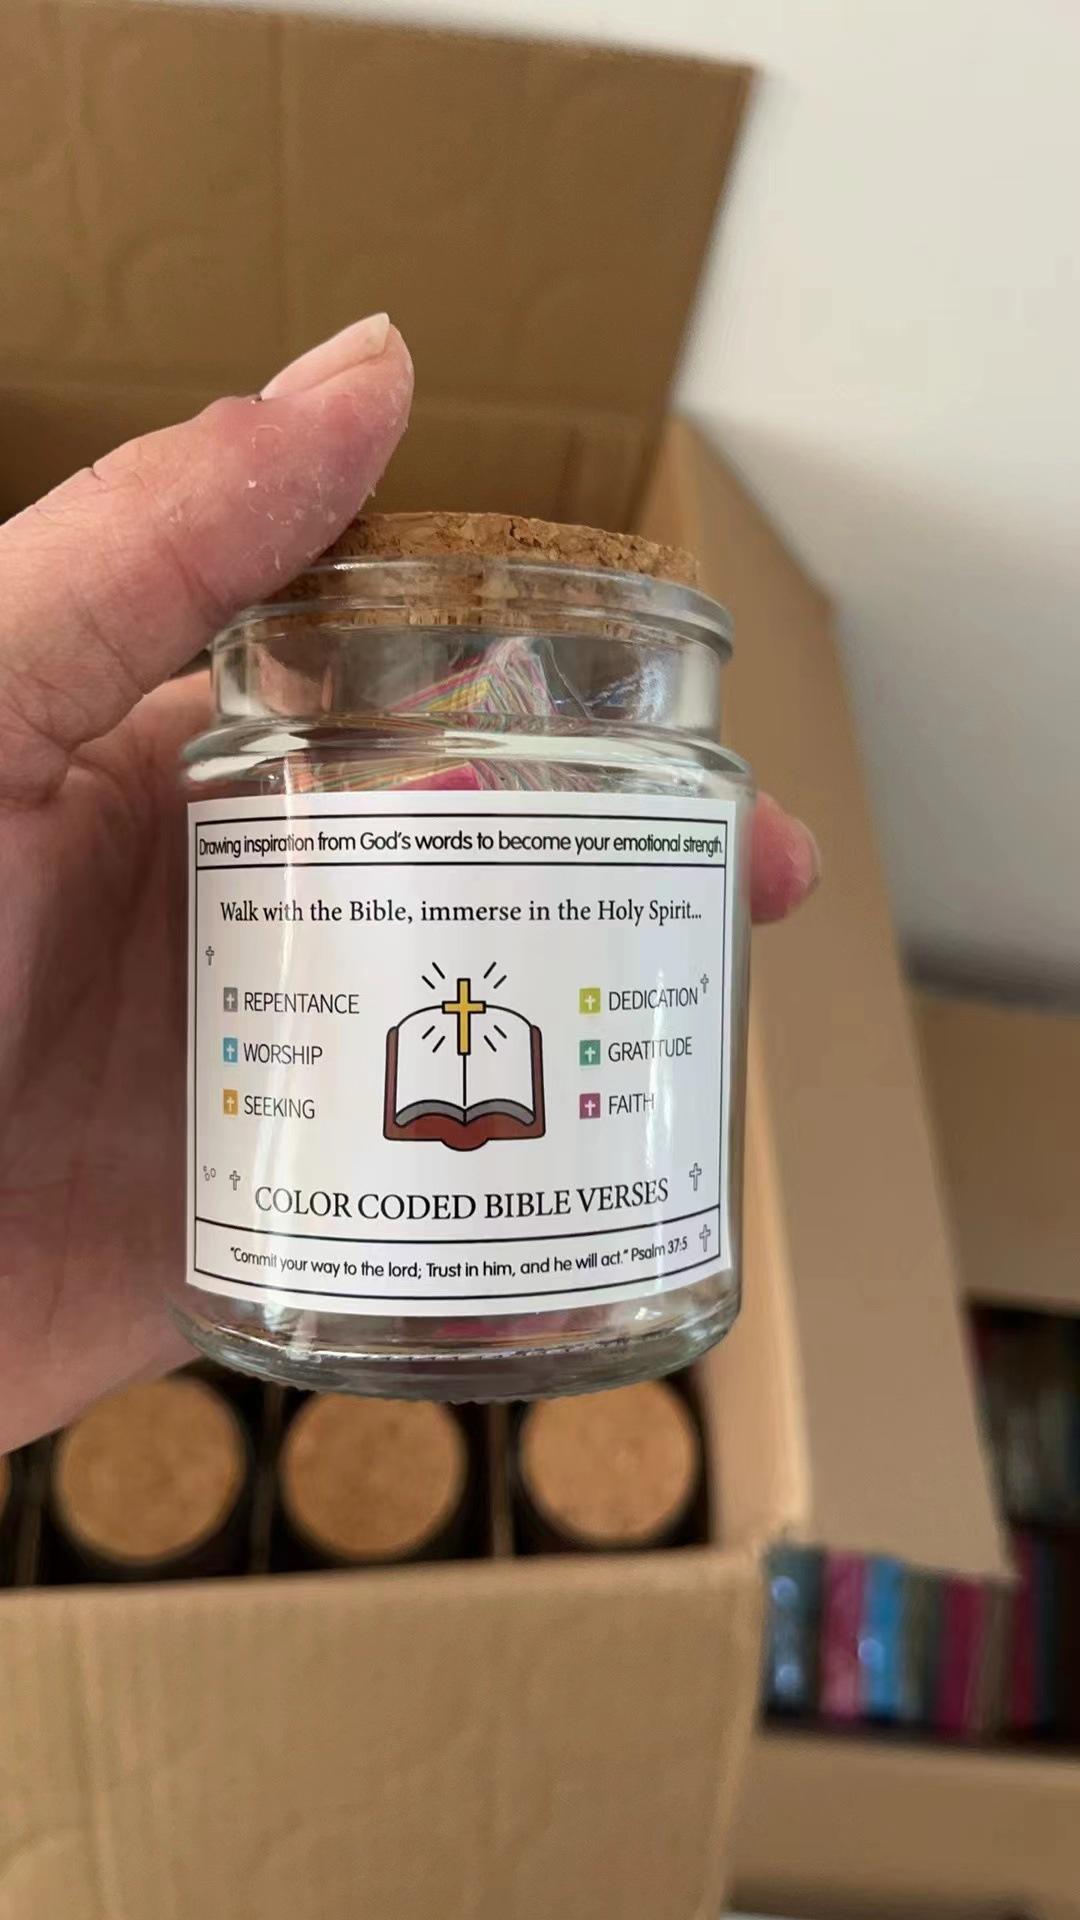 Drawing inspiration from God's words to become your emotional strength.
Walk with the Bible, immerse in the Holy Spirit...
REPENTANCE
WORSHIP
SEEKING
DEDICATION
GRATITUDE
FAITH
COLOR CODED BIBLE VERSES
"Commit your way to the lord; Trust in him, and he will act." Psalm 37:5